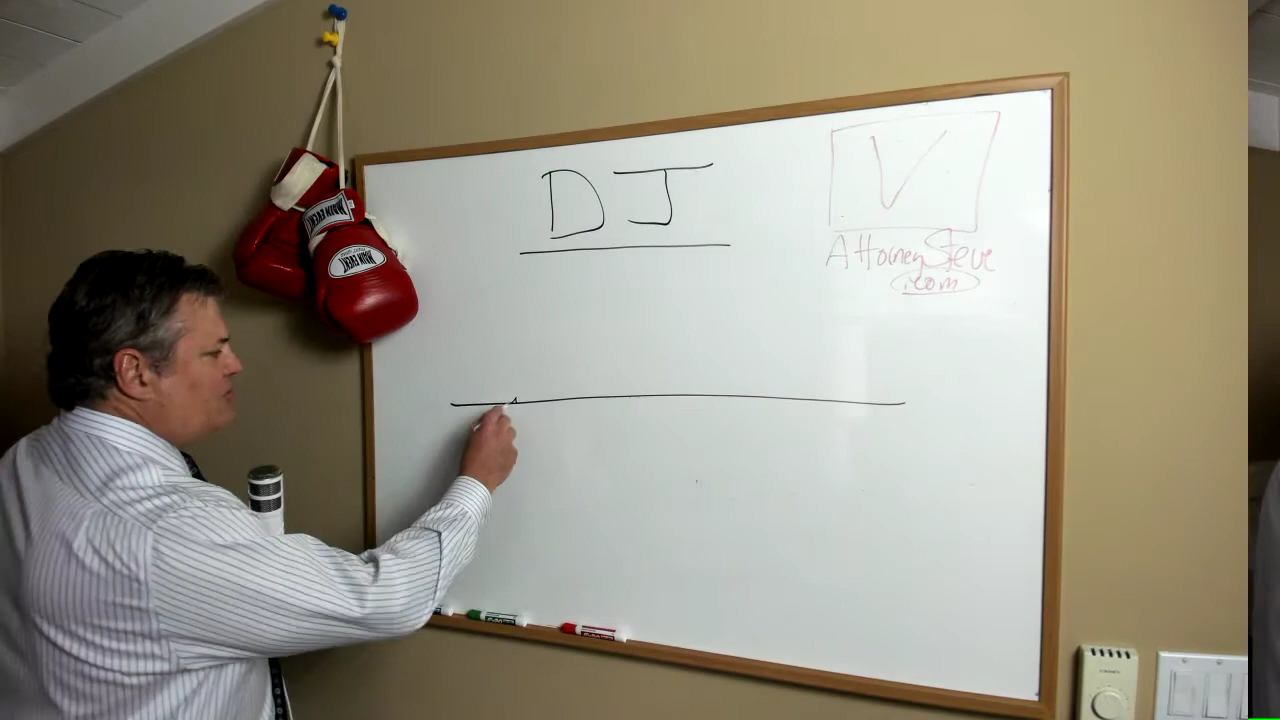 DJ
V
AttorneySteve
.com
MAIN EVENT
MAIN EVENT